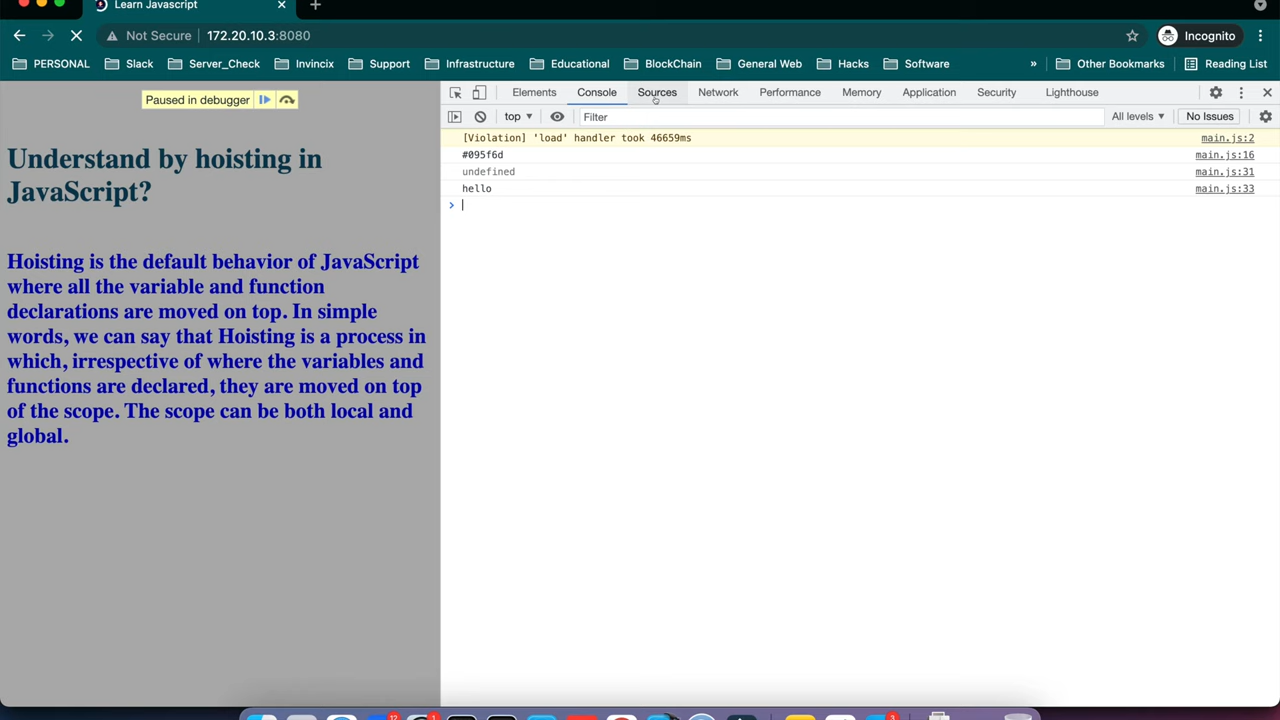 Learn Javascript
Not Secure 172.20.10.3:8080 Incognito
PERSONAL Slack Server_Check Invincix Support Infrastructure Educational BlockChain General Web Hacks Software » Other Bookmarks Reading List
Paused in debugger
Understand by hoisting in
JavaScript?
Hoisting is the default behavior of JavaScript
where all the variable and function
declarations are moved on top. In simple
words, we can say that Hoisting is a process in
which, irrespective of where the variables and
functions are declared, they are moved on top
of the scope. The scope can be both local and
global.
Elements Console Sources Network Performance Memory Application Security Lighthouse
top Filter All levels No Issues
[Violation] 'load' handler took 46659ms main.js:2
#095f6d main.js:16
undefined main.js:31
hello main.js:33
12
1
3